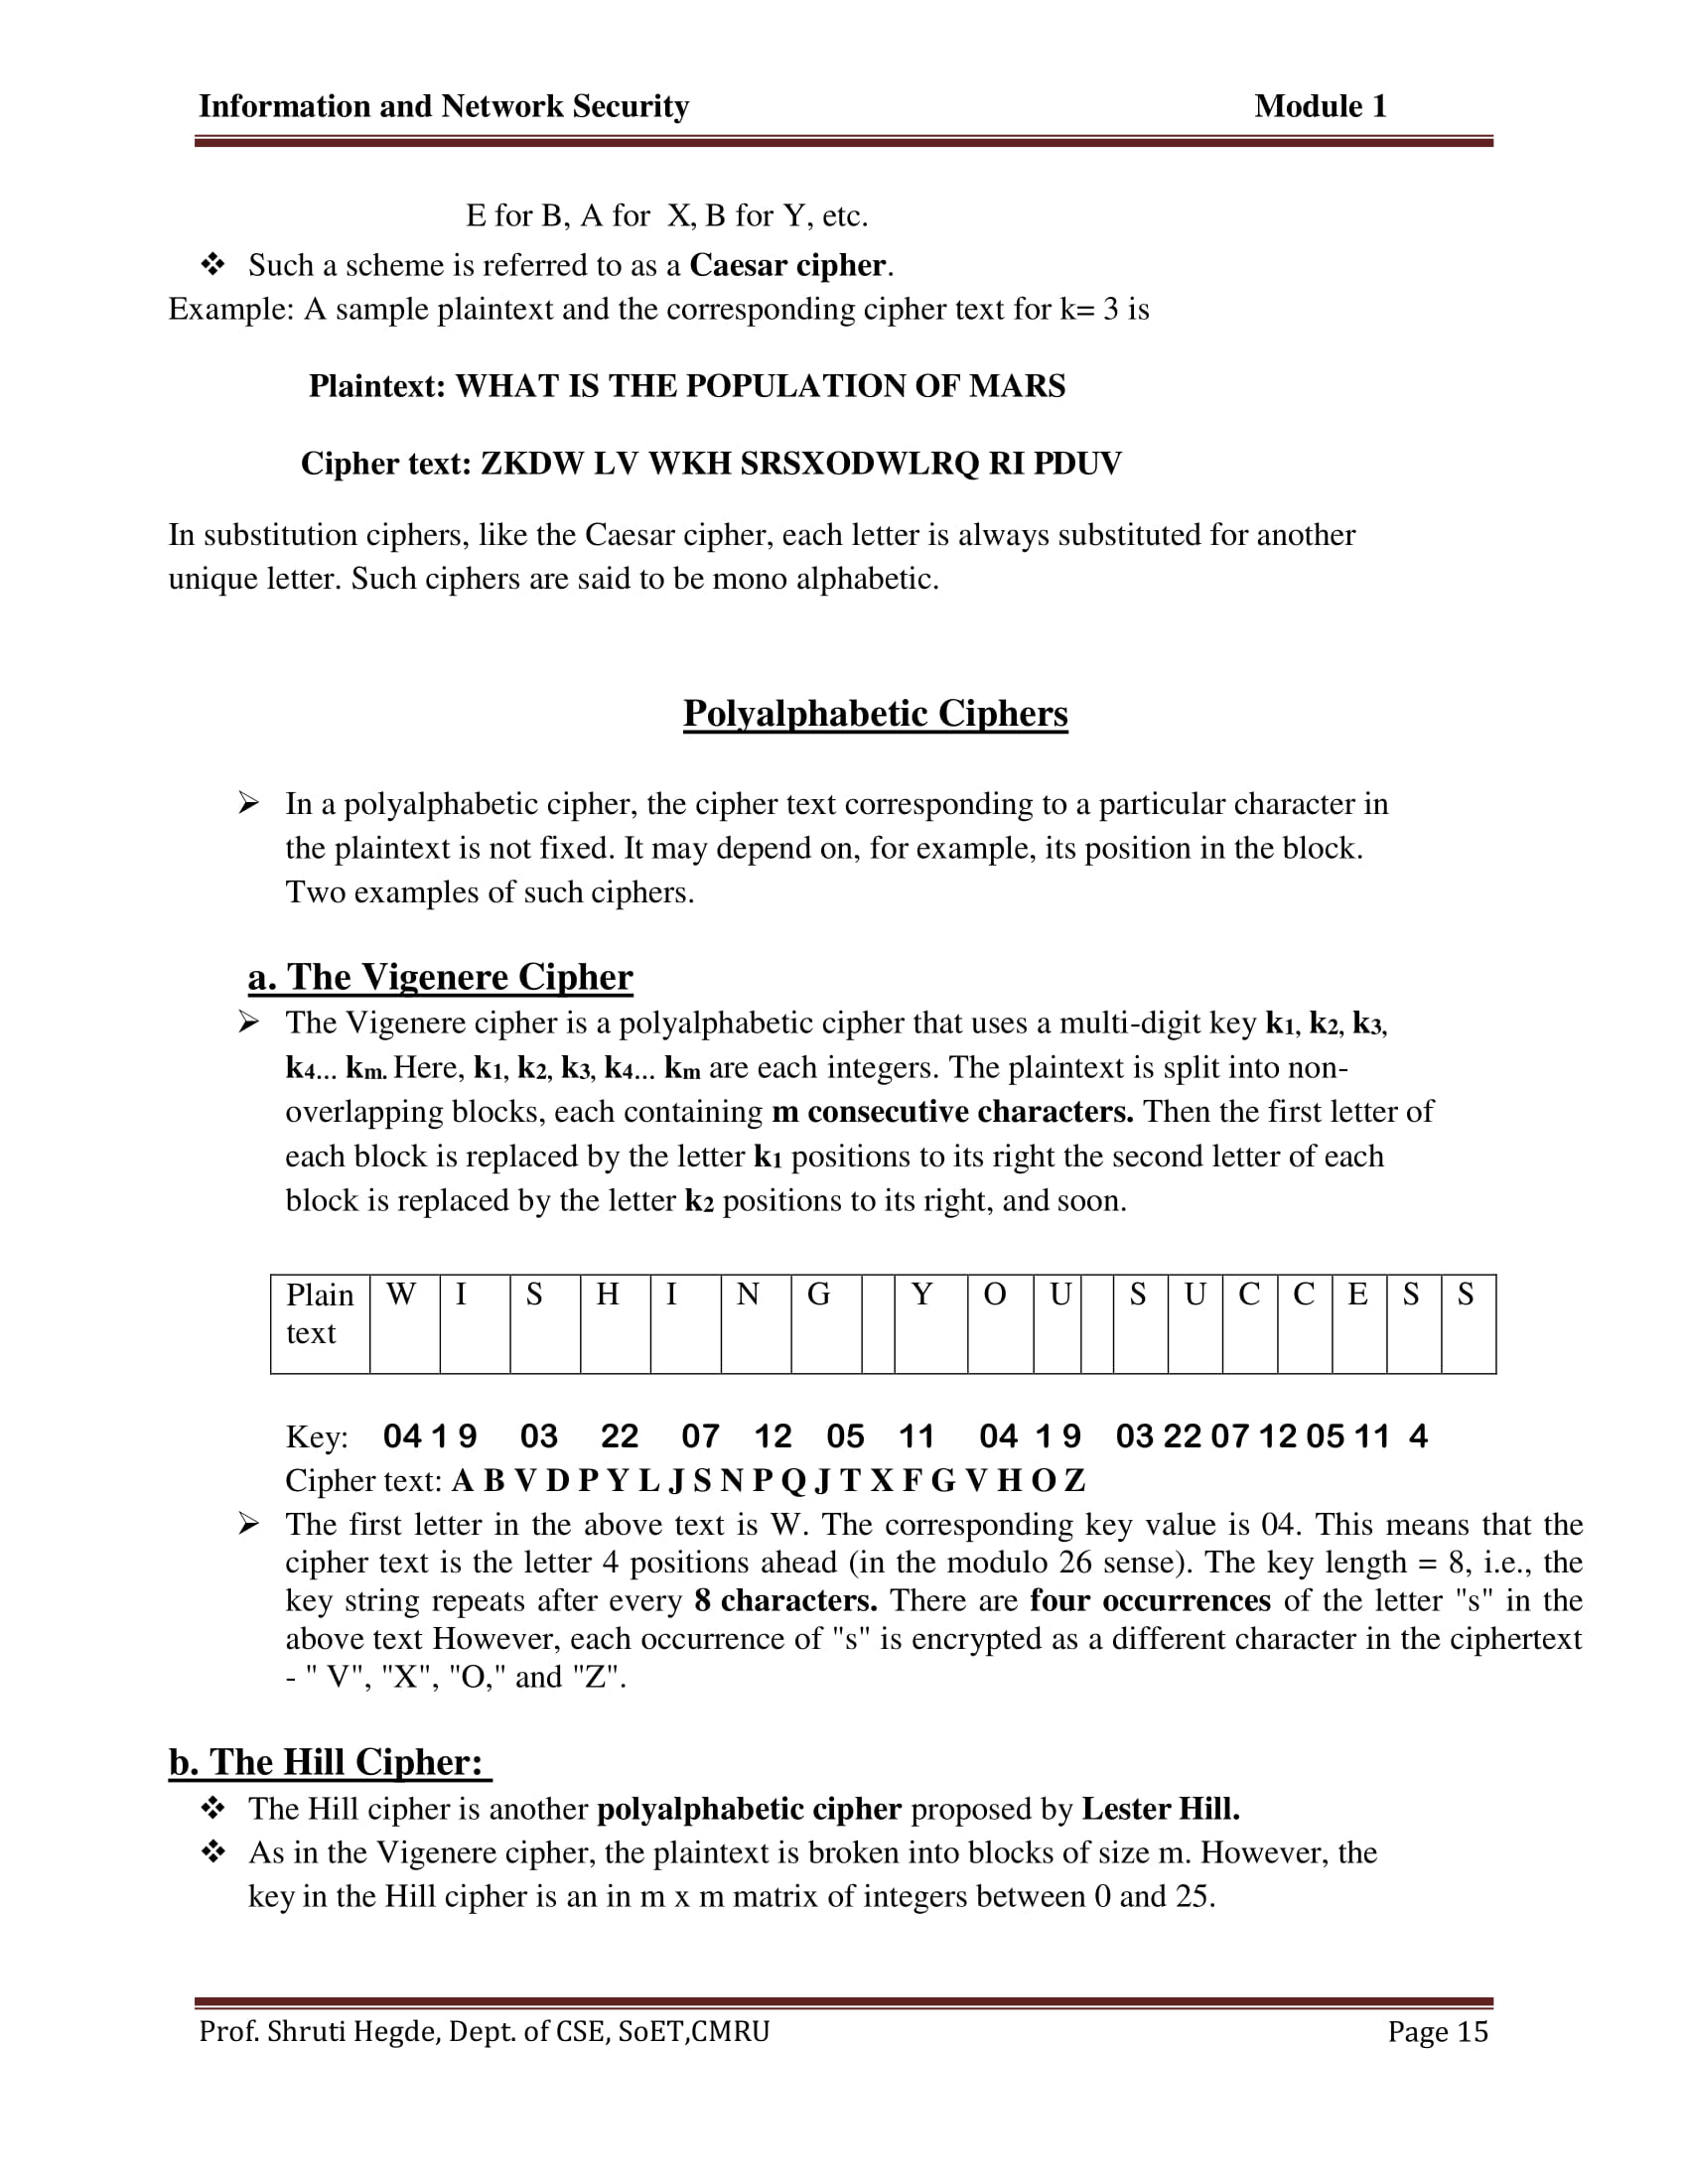 Information and Network Security Module 1
E for B, A for X, B for Y, etc.
❖ Such a scheme is referred to as a Caesar cipher.
Example: A sample plaintext and the corresponding cipher text for k= 3 is
Plaintext: WHAT IS THE POPULATION OF MARS
Cipher text: ZKDW LV WKH SRSXODWLRQ RI PDUV
In substitution ciphers, like the Caesar cipher, each letter is always substituted for another
unique letter. Such ciphers are said to be mono alphabetic.
Polyalphabetic Ciphers
➢ In a polyalphabetic cipher, the cipher text corresponding to a particular character in
the plaintext is not fixed. It may depend on, for example, its position in the block.
Two examples of such ciphers.
a. The Vigenere Cipher
➢ The Vigenere cipher is a polyalphabetic cipher that uses a multi-digit key k1, k2, k3,
k4… km. Here, k1, k2, k3, k4… km are each integers. The plaintext is split into non-
overlapping blocks, each containing m consecutive characters. Then the first letter of
each block is replaced by the letter k1 positions to its right the second letter of each
block is replaced by the letter k2 positions to its right, and soon.
Plain W I S H I N G Y O U S U C C E S S
text
Key: 04 1 9 03 22 07 12 05 11 04 1 9 03 22 07 12 05 11 4
Cipher text: A B V D P Y L J S N P Q J T X F G V H O Z
➢ The first letter in the above text is W. The corresponding key value is 04. This means that the
cipher text is the letter 4 positions ahead (in the modulo 26 sense). The key length = 8, i.e., the
key string repeats after every 8 characters. There are four occurrences of the letter "s" in the
above text However, each occurrence of "s" is encrypted as a different character in the ciphertext
- " V", "X", "O," and "Z".
b. The Hill Cipher:
❖ The Hill cipher is another polyalphabetic cipher proposed by Lester Hill.
❖ As in the Vigenere cipher, the plaintext is broken into blocks of size m. However, the
key in the Hill cipher is an in m x m matrix of integers between 0 and 25.
Prof. Shruti Hegde, Dept. of CSE, SoET,CMRU Page 15